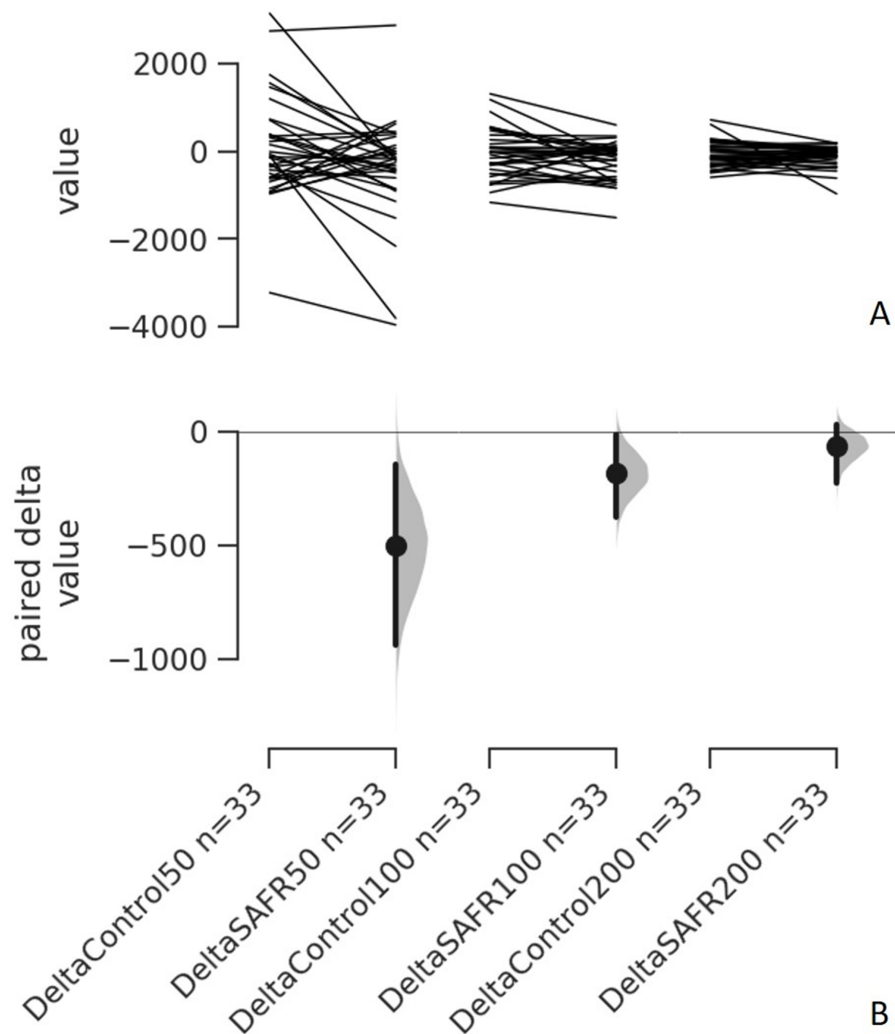 2000
0
−2000
−4000
value
A
0
−500
−1000
paired delta
value
DeltaControl50 n=33
DeltaSAFR50 n=33
DeltaControl100 n=33
DeltaSAFR100 n=33
DeltaControl200 n=33
DeltaSAFR200 n=33
B